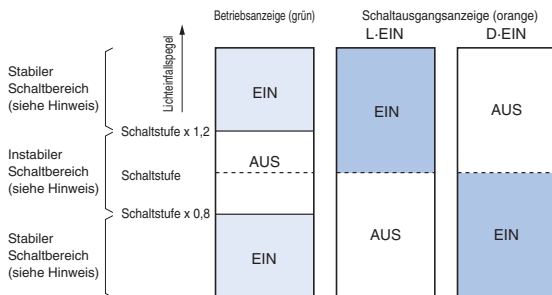 Betriebsanzeige (grün)
Schaltausgangsanzeige (orange)
L·EIN
D·EIN
Lichteinfallspegel
Stabiler
Schaltbereich
(siehe Hinweis)
EIN
EIN
AUS
Schaltstufe x 1,2
Instabiler
Schaltbereich
(siehe Hinweis)
AUS
Schaltstufe
Schaltstufe x 0,8
Stabiler
Schaltbereich
(siehe Hinweis)
EIN
AUS
EIN